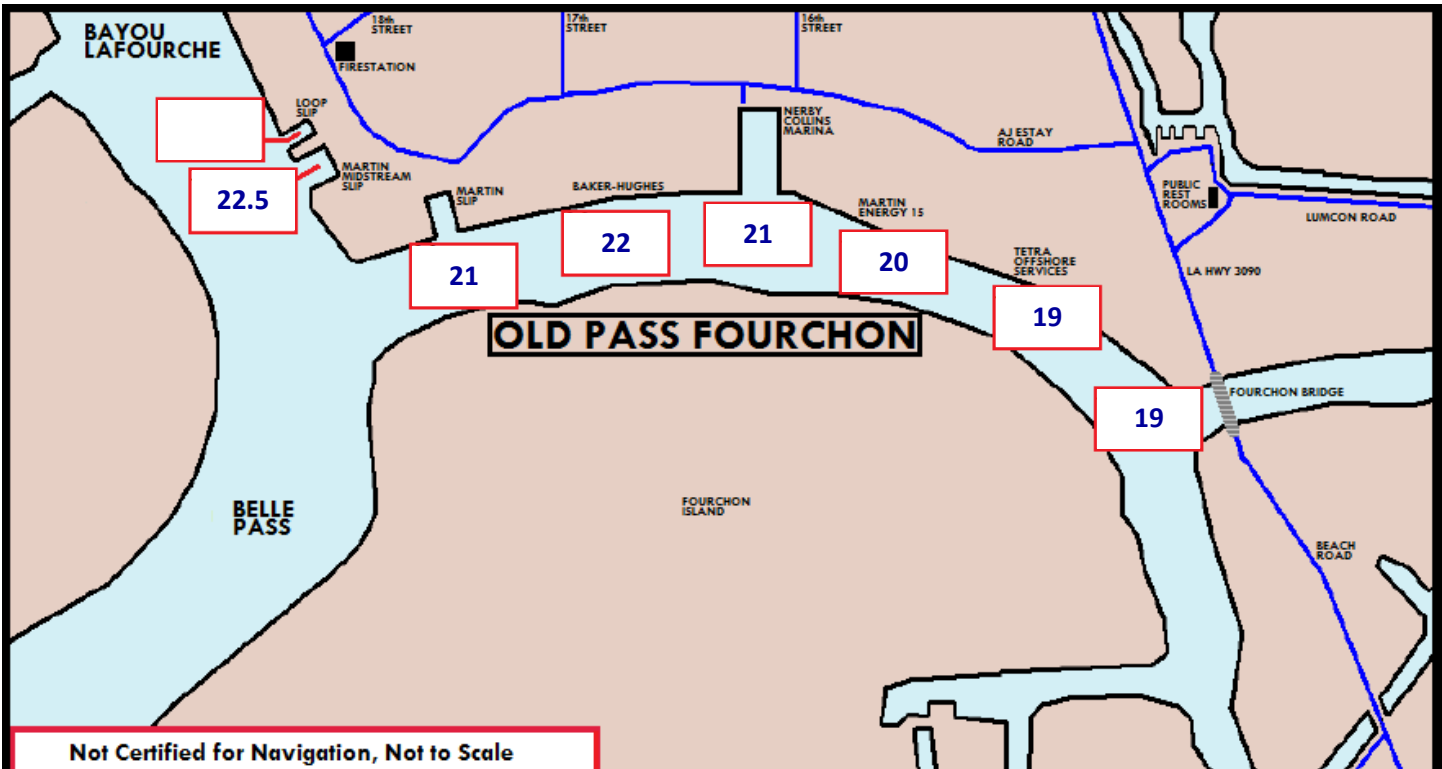 BAYOU
LAFOURCHE
18th
STREET
17th
STREET
16th
STREET
FIRESTATION
LOOP
SLIP
NERBY
COLLINS
MARINA
AJ ESTAY
ROAD
MARTIN
MIDSTREAM
SLIP
22.5
MARTIN
SLIP
BAKER-HUGHES
MARTIN
ENERGY 15
PUBLIC
REST
ROOMS
LUMCON ROAD
21
22
21
20
TETRA
OFFSHORE
SERVICES
19
LA HWY 3090
OLD PASS FOURCHON
19
FOURCHON BRIDGE
BELLE
PASS
FOURCHON
ISLAND
BEACH
ROAD
Not Certified for Navigation, Not to Scale